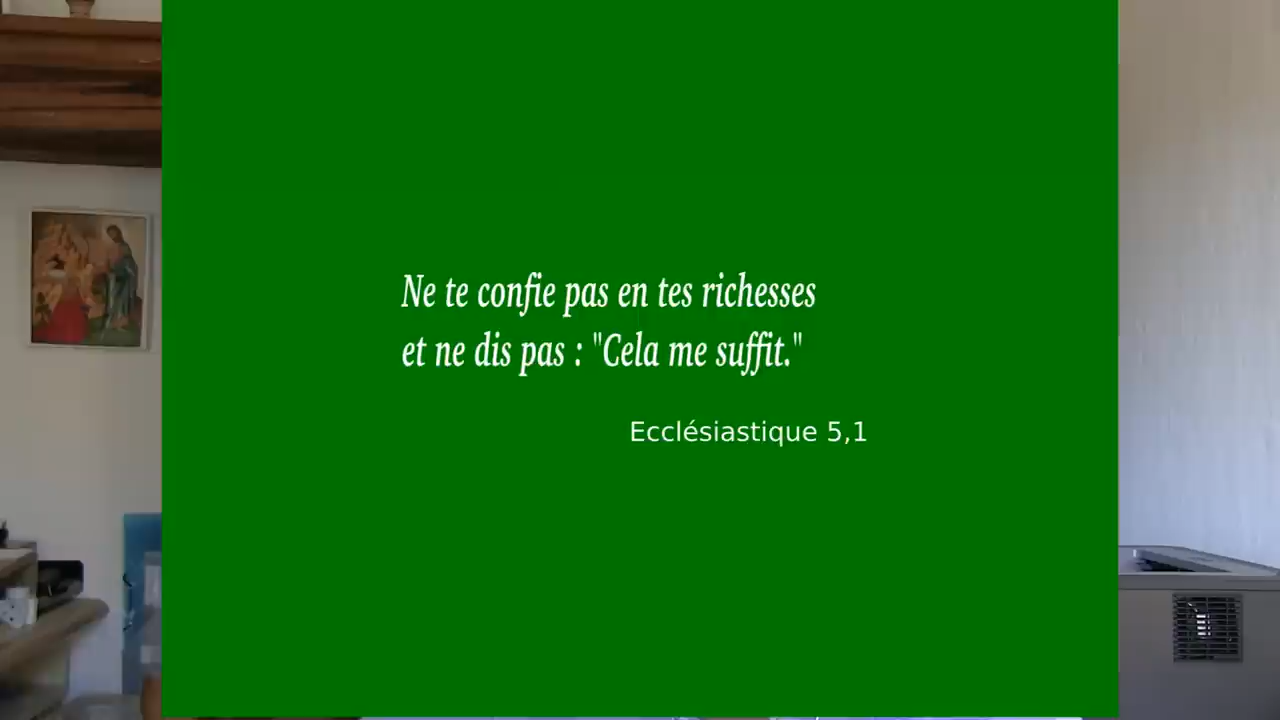 Ne te confie pas en tes richesses
et ne dis pas : "Cela me suffit."
Ecclésiastique 5,1